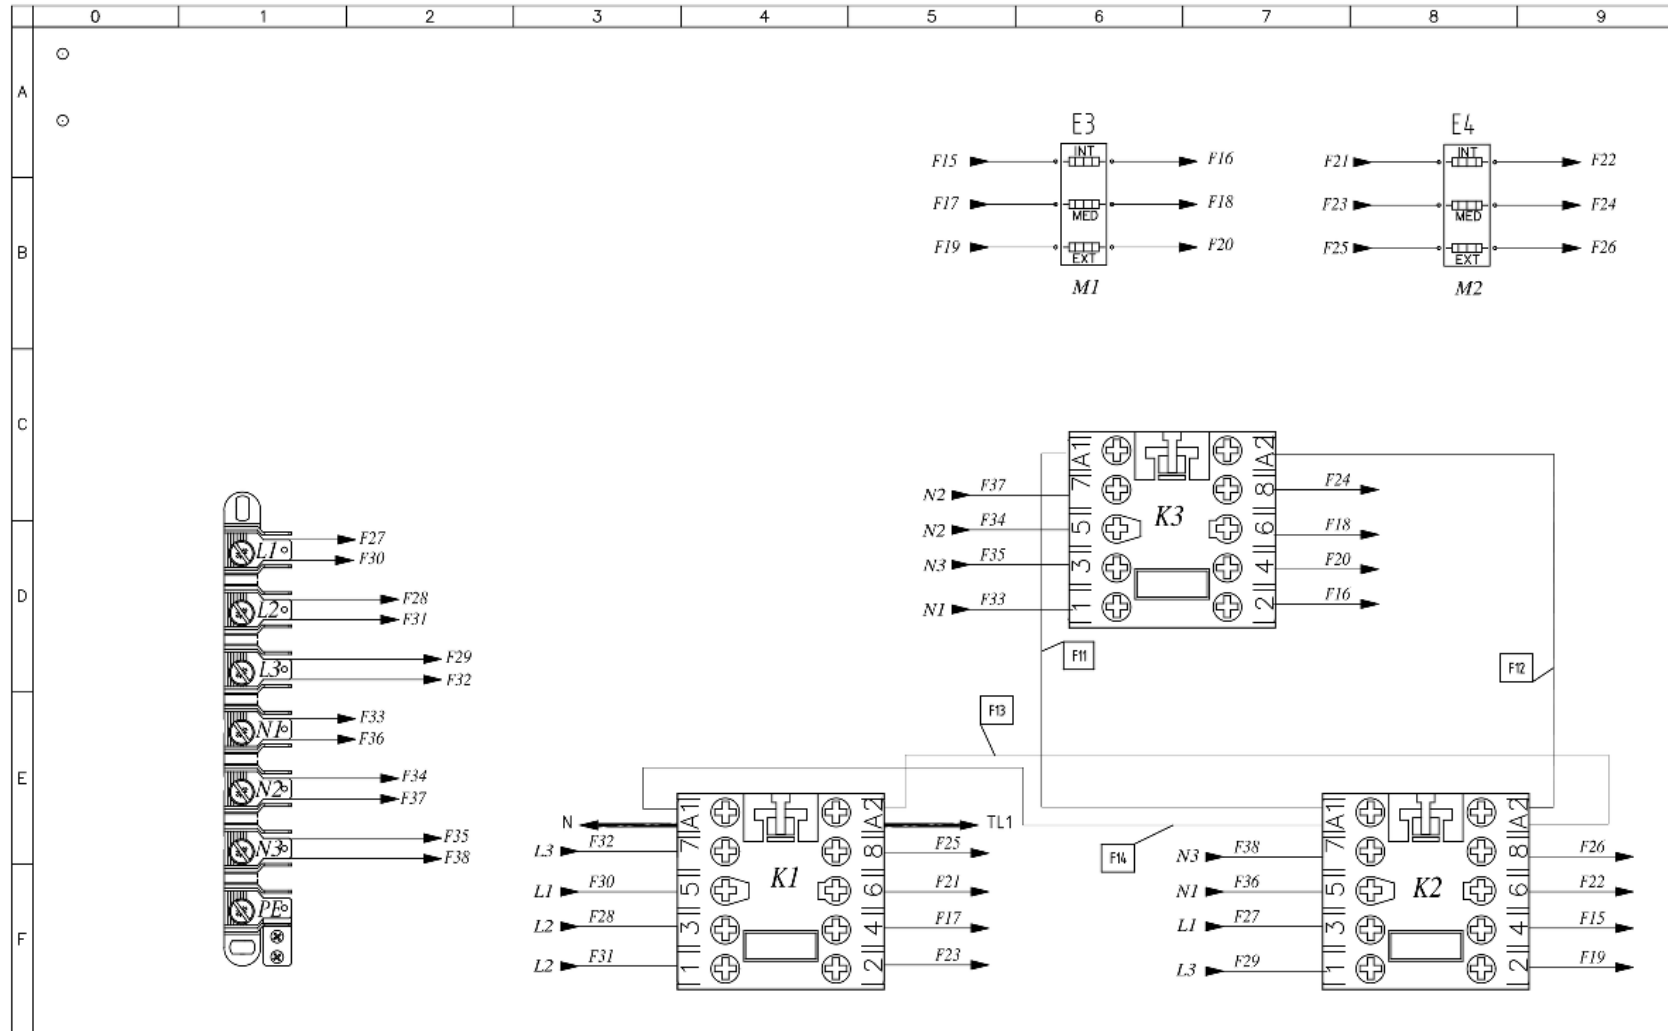 0 1 2 3 4 5 6 7 8 9
A
B
C
D
E
F
E3
F15 INT F16
F17 MED F18
F19 EXT F20
M1
E4
F21 INT F22
F23 MED F24
F25 EXT F26
M2
L1 F27
F30
L2 F28
F31
L3 F29
F32
N1 F33
F36
N2 F34
F37
N3 F35
F38
PE
K3
A1 A2
N2 F37 7 8 F24
N2 F34 5 6 F18
N3 F35 3 4 F20
N1 F33 1 2 F16
F11
F12
F13
F14
K1
N A1 A2 TL1
L3 F32 7 8 F25
L1 F30 5 6 F21
L2 F28 3 4 F17
L2 F31 1 2 F23
K2
A1 A2
N3 F38 7 8 F26
N1 F36 5 6 F22
L1 F27 3 4 F15
L3 F29 1 2 F19